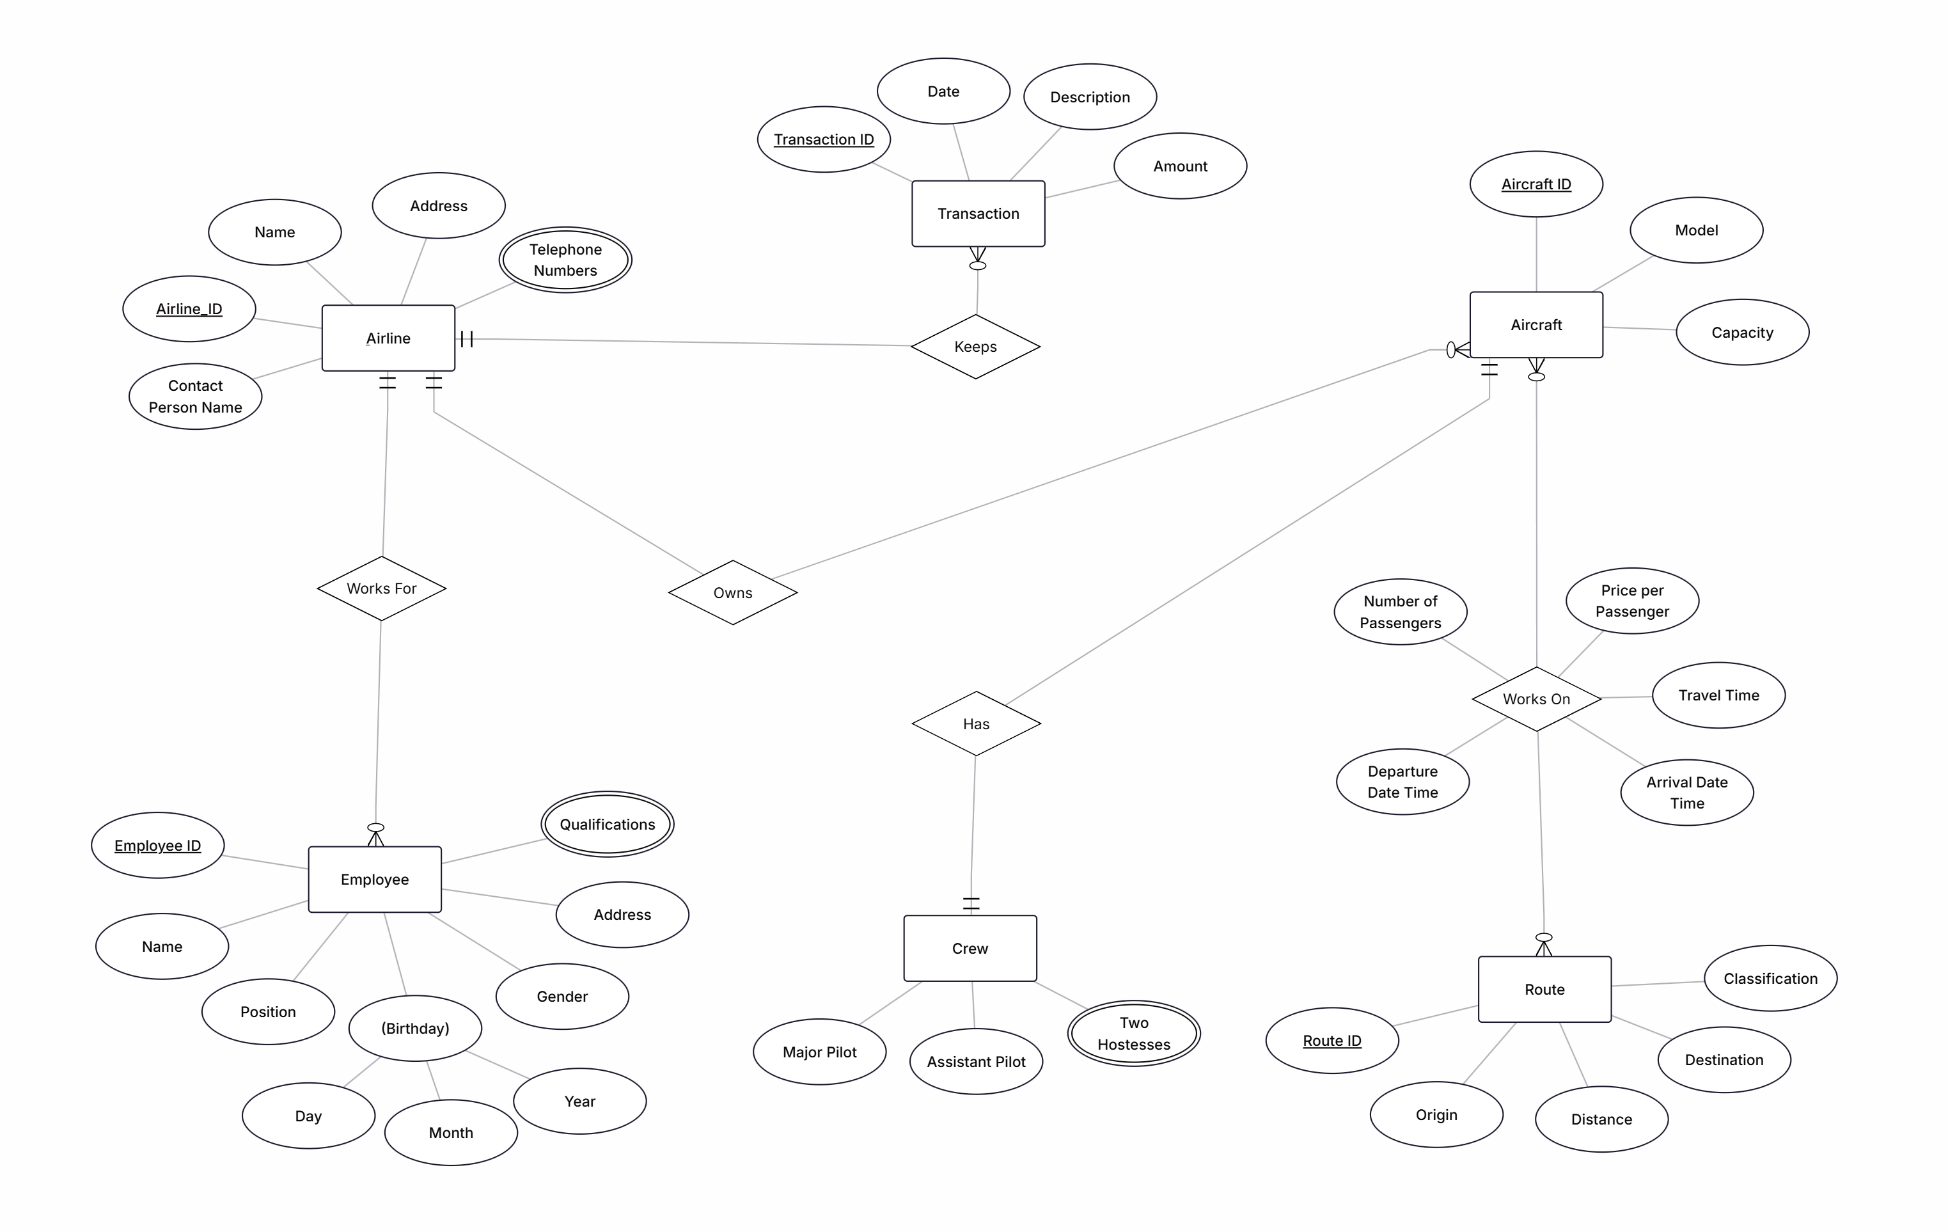 Date
Description
Transaction ID
Amount
Transaction
Aircraft ID
Address
Name
Model
Telephone
Numbers
Airline_ID
Aircraft
Capacity
Airline
Keeps
Contact
Person Name
Works For
Owns
Number of
Passengers
Price per
Passenger
Works On
Travel Time
Has
Departure
Date Time
Arrival Date
Time
Qualifications
Employee ID
Employee
Address
Name
Position
(Birthday)
Gender
Day
Month
Year
Crew
Major Pilot
Assistant Pilot
Two
Hostesses
Route
Classification
Route ID
Destination
Origin
Distance